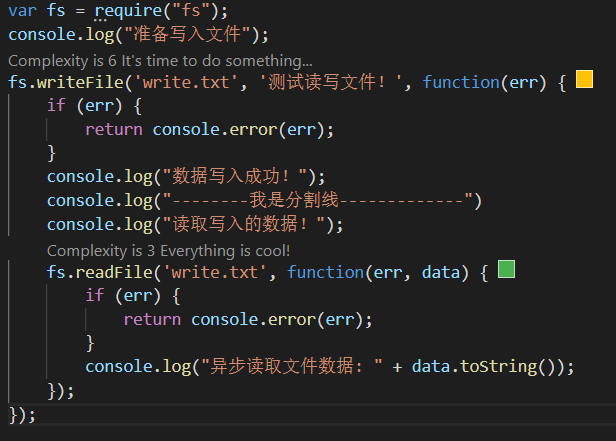 var fs = require("fs");
console.log("准备写入文件");
Complexity is 6 It's time to do something...
fs.writeFile('write.txt', '测试读写文件！', function(err) {
if (err) {
return console.error(err);
}
console.log("数据写入成功！");
console.log("--------我是分割线-------------")
console.log("读取写入的数据！");
Complexity is 3 Everything is cool!
fs.readFile('write.txt', function(err, data) {
if (err) {
return console.error(err);
}
console.log("异步读取文件数据: " + data.toString());
});
});